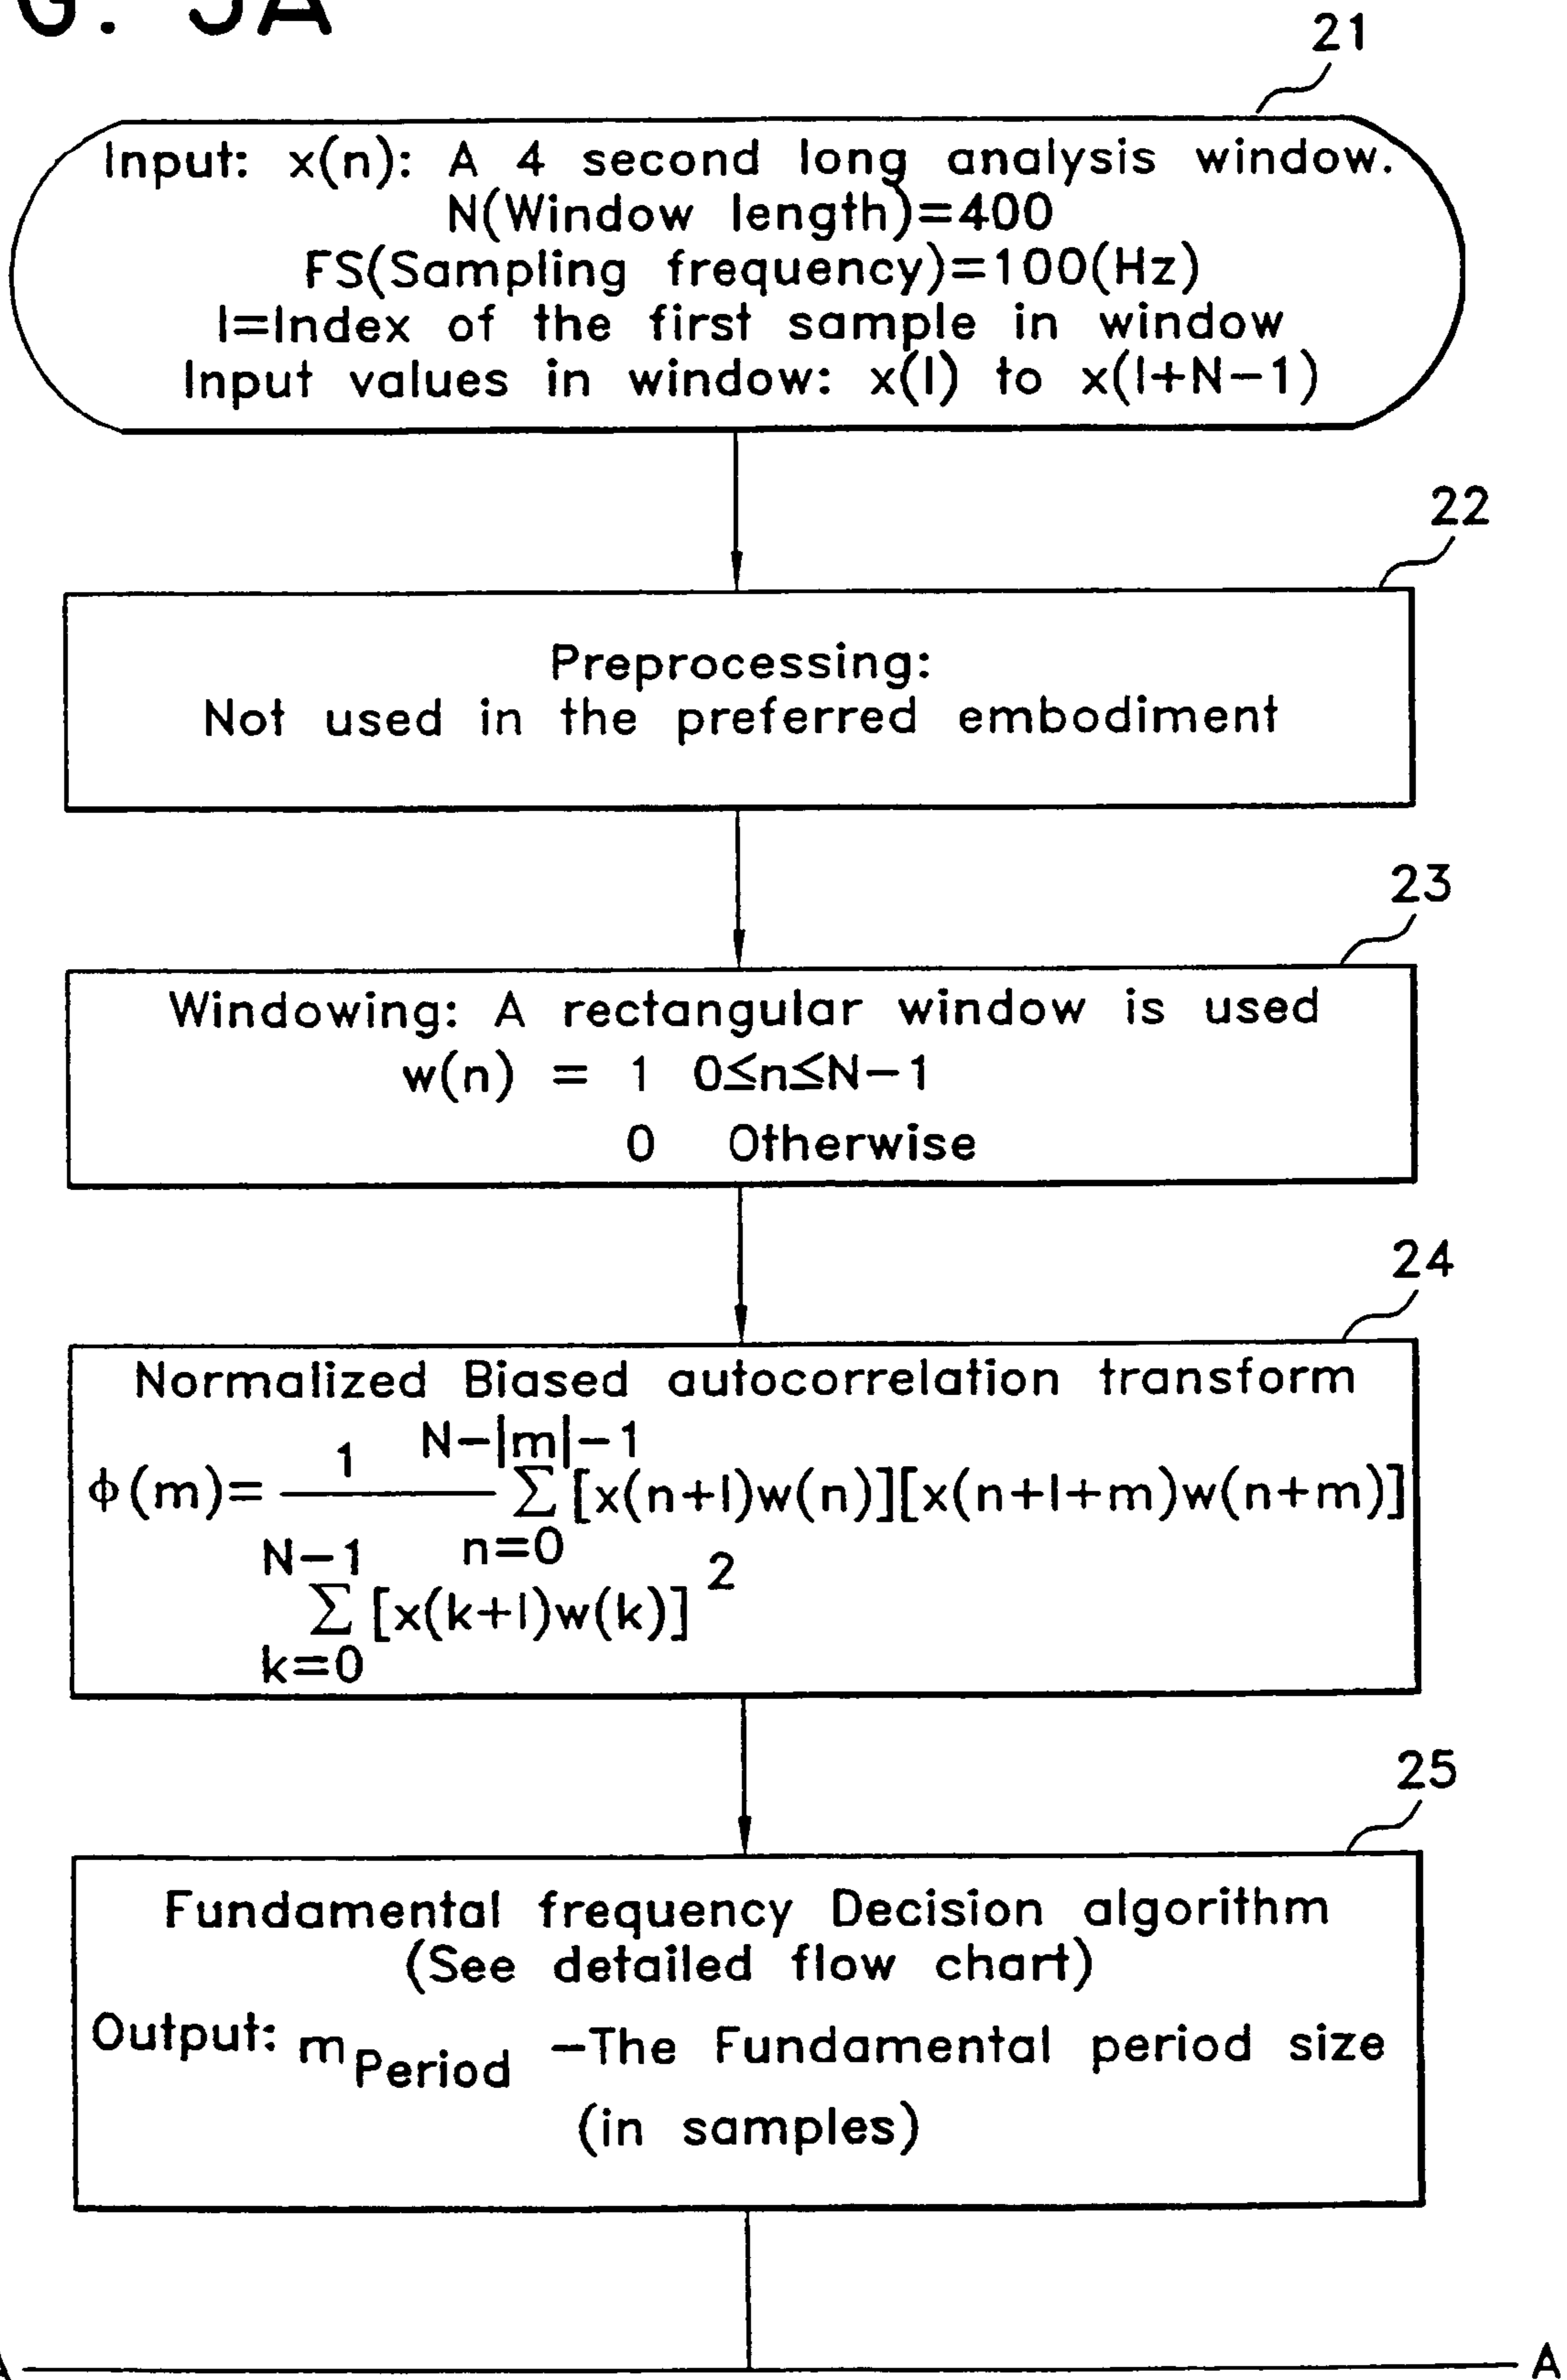 G. 5A
21
Input: x(n): A 4 second long analysis window.
N(Window length)=400
FS(Sampling frequency)=100(Hz)
I=Index of the first sample in window
Input values in window: x(I) to x(I+N-1)
22
Preprocessing:
Not used in the preferred embodiment
23
Windowing: A rectangular window is used
w(n) = 1 0≤n≤N-1
0 Otherwise
24
Normalized Biased autocorrelation transform
N-|m|-1
1
ϕ(m)= ∑[x(n+I)w(n)][x(n+I+m)w(n+m)]
N-1 n=0
∑[x(k+I)w(k)]²
k=0
25
Fundamental frequency Decision algorithm
(See detailed flow chart)
Output: mPeriod -The Fundamental period size
(in samples)
A A